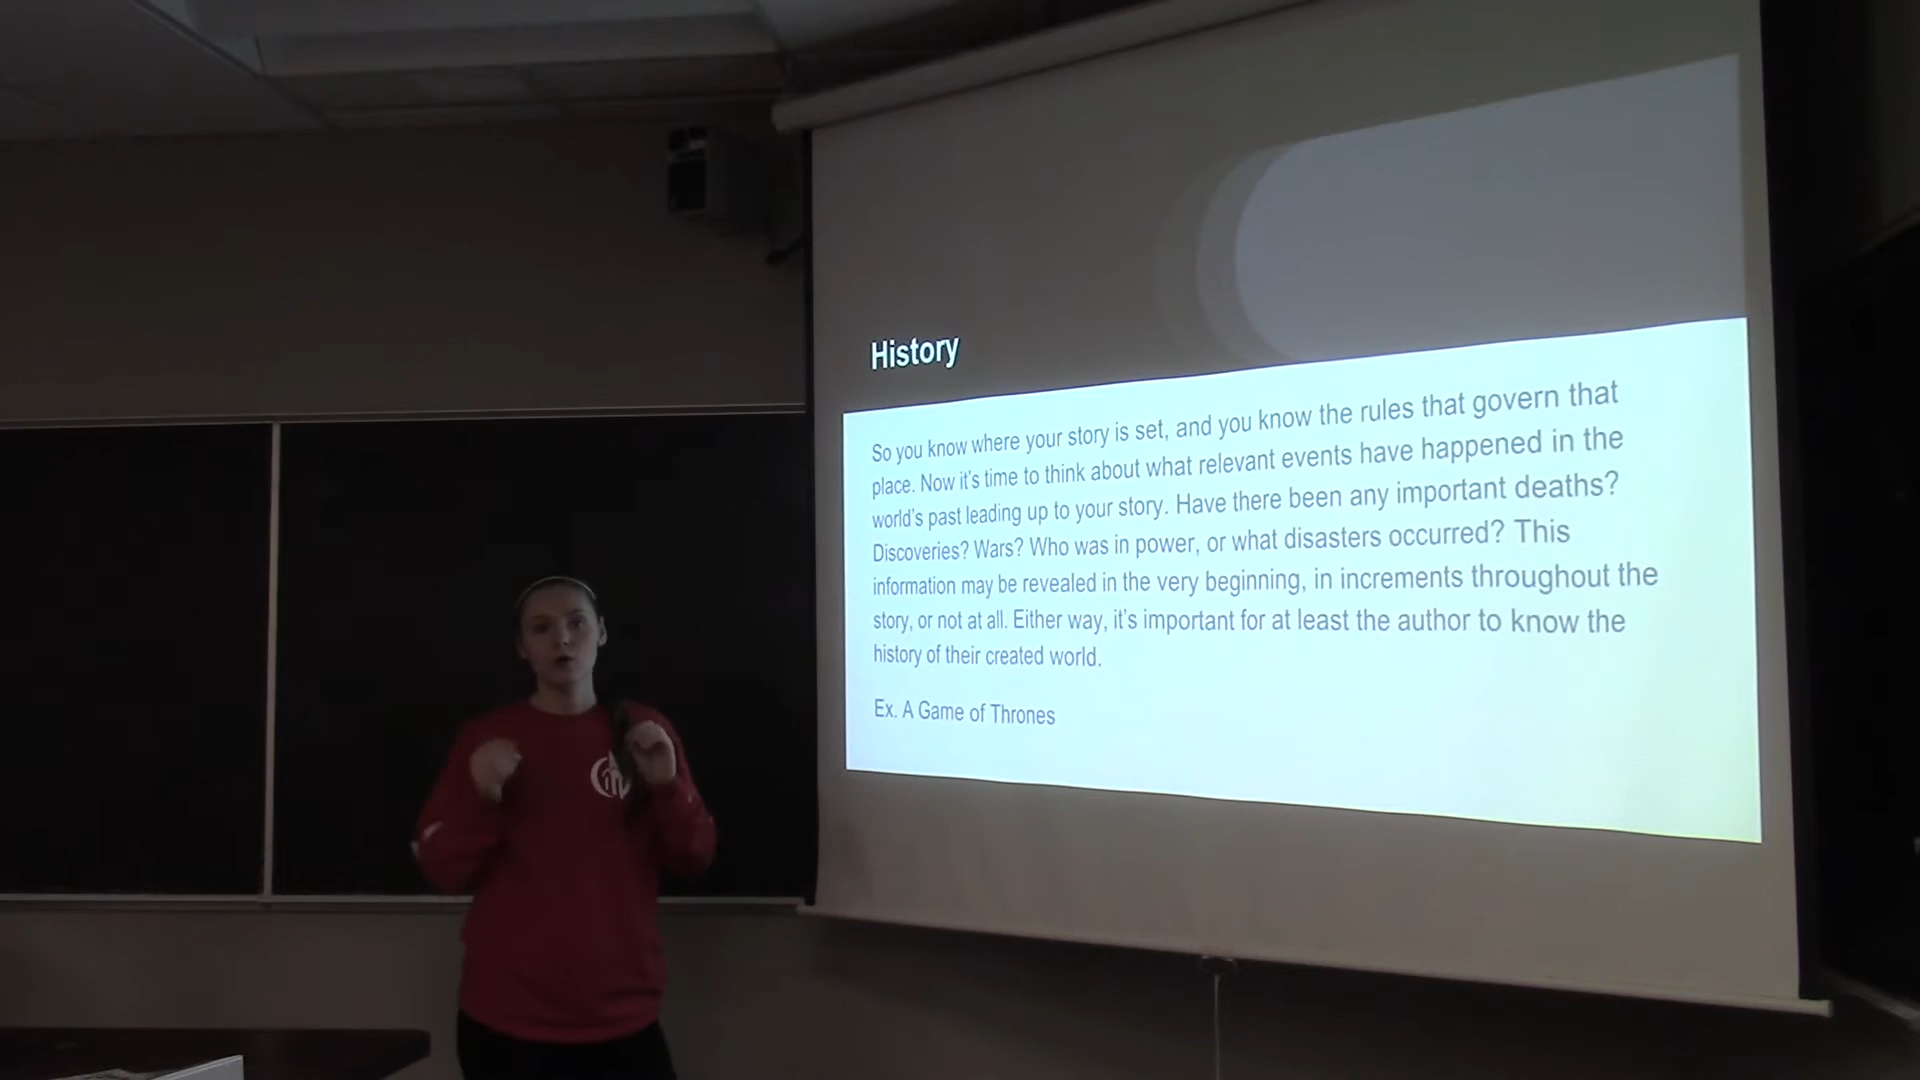 History
So you know where your story is set, and you know the rules that govern that
place. Now it's time to think about what relevant events have happened in the
world's past leading up to your story. Have there been any important deaths?
Discoveries? Wars? Who was in power, or what disasters occurred? This
information may be revealed in the very beginning, in increments throughout the
story, or not at all. Either way, it's important for at least the author to know the
history of their created world.
Ex. A Game of Thrones